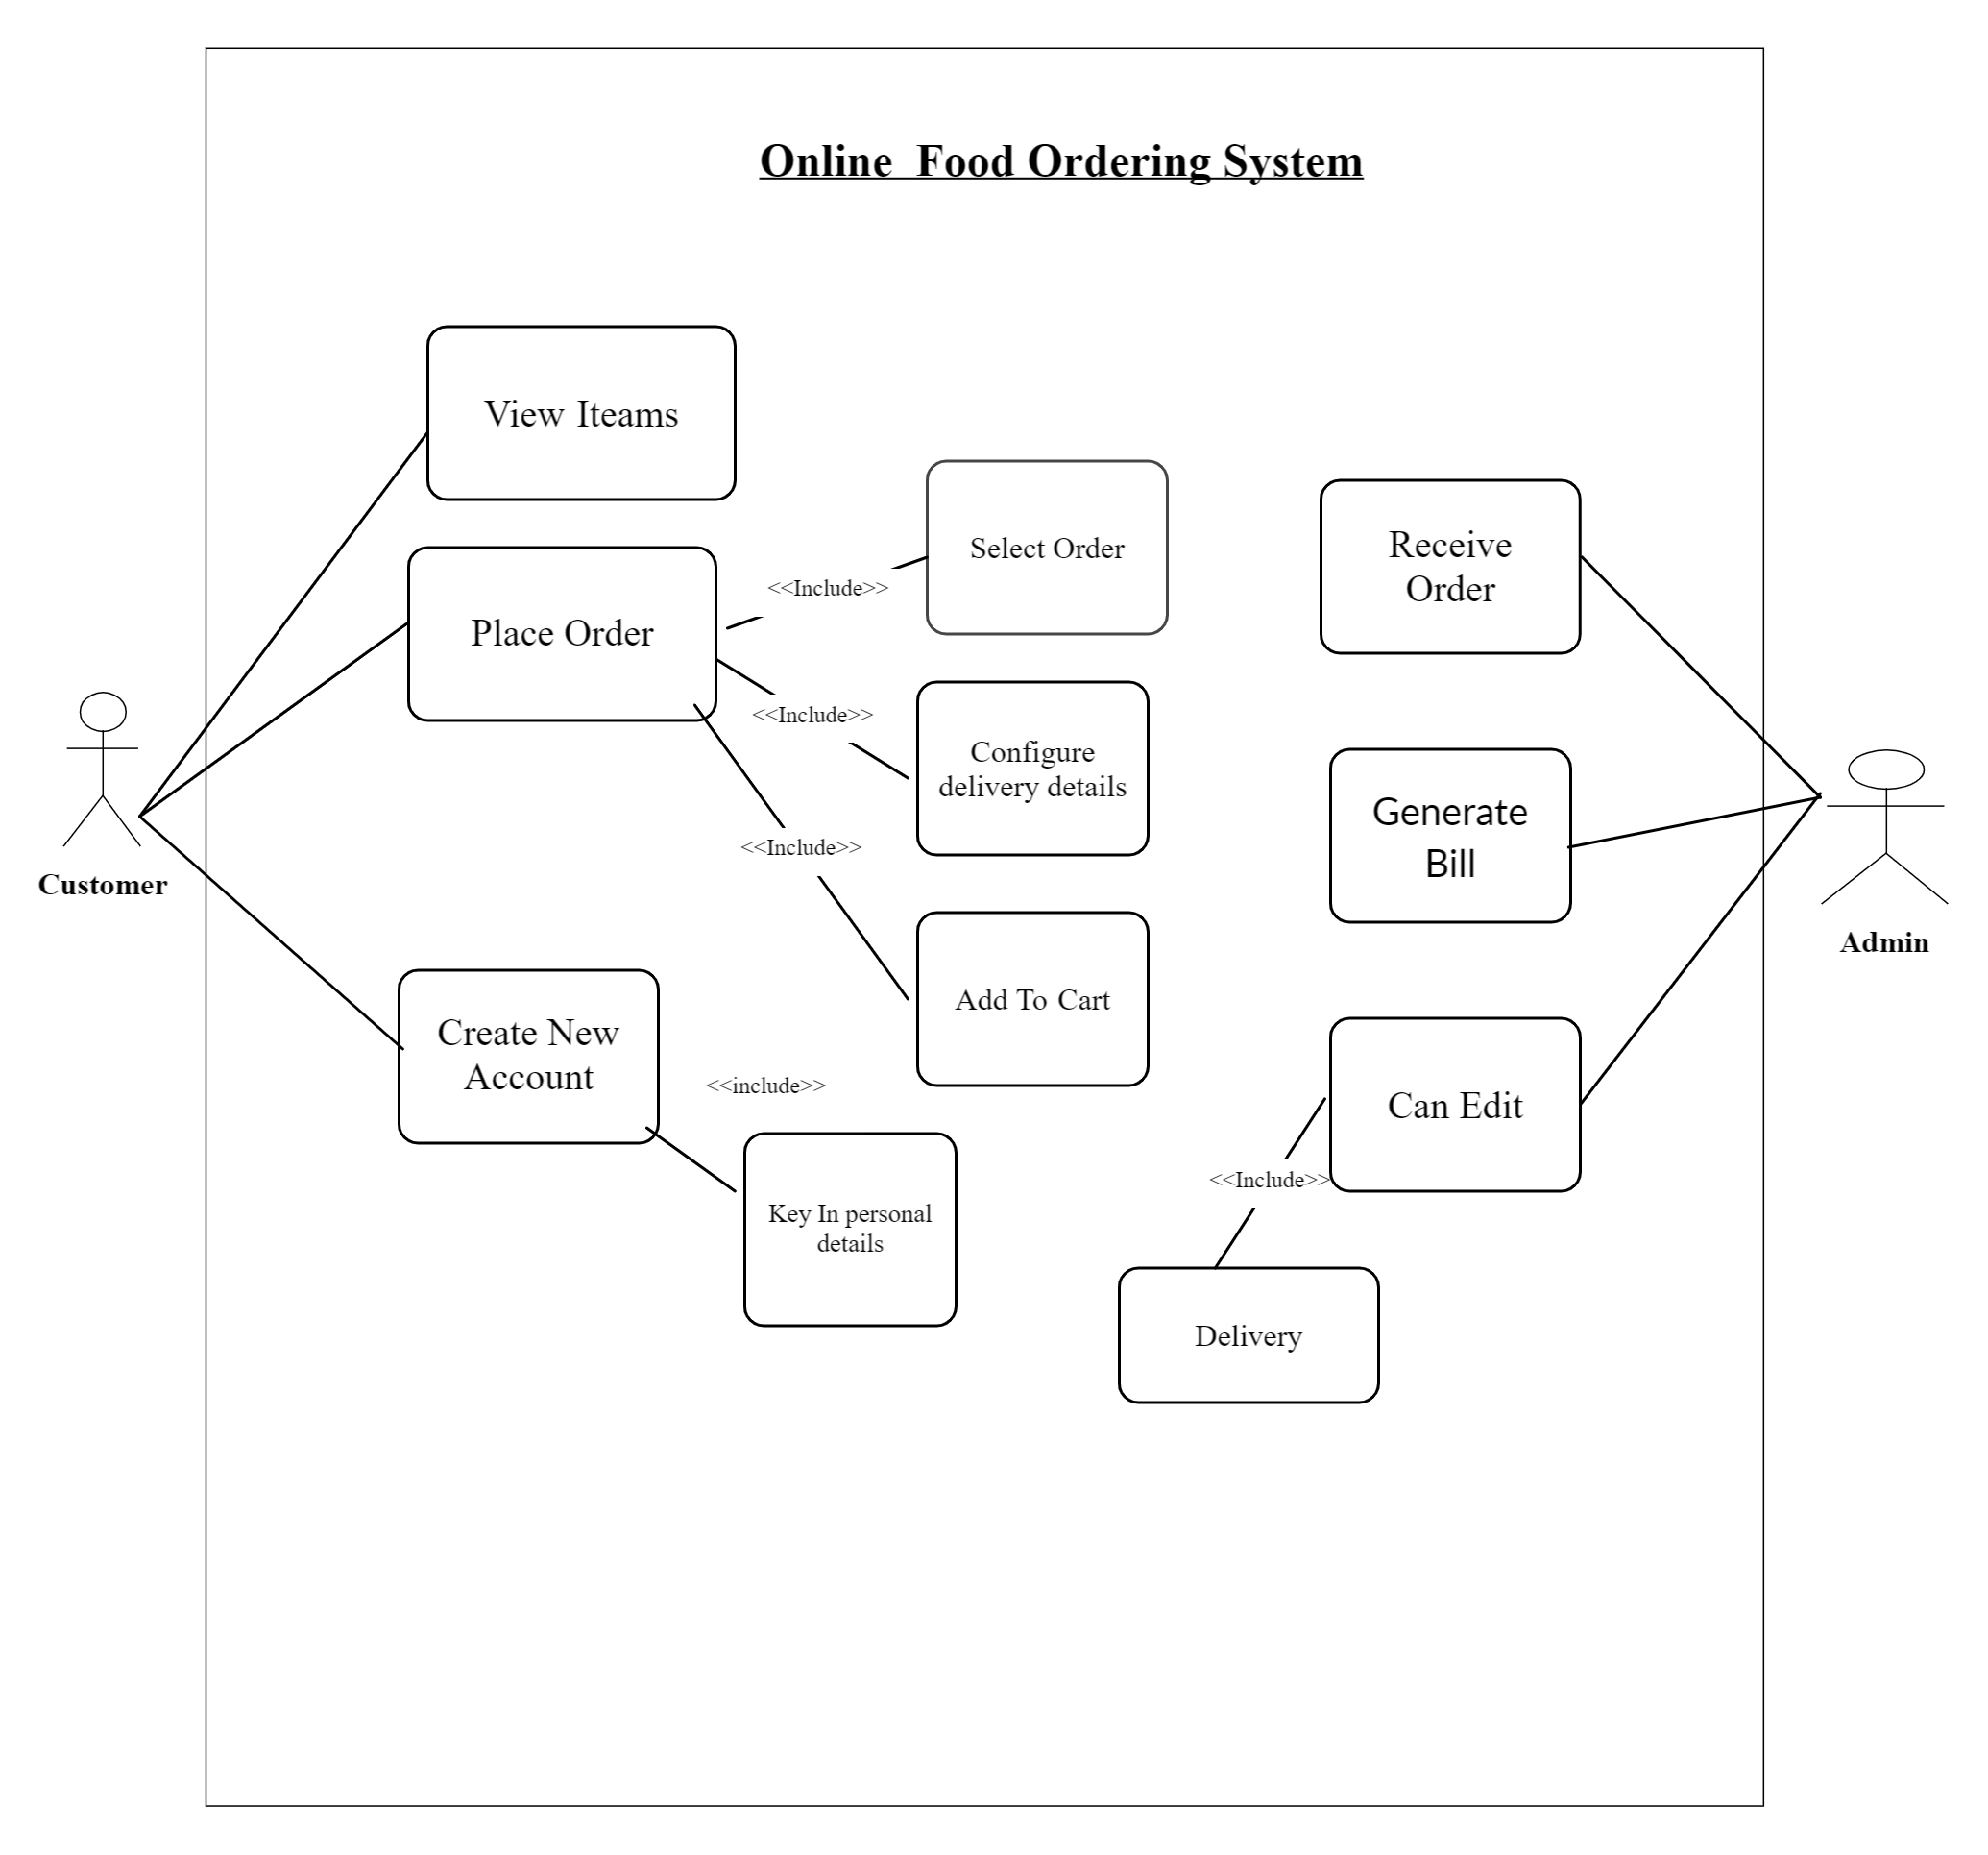 Online  Food Ordering System
View Iteams
Place Order
<<Include>>
Select Order
<<Include>>
Configure
delivery details
<<Include>>
Add To Cart
Customer
Create New
Account
<<include>>
Key In personal
details
Receive
Order
Generate
Bill
Admin
Can Edit
<<Include>>
Delivery